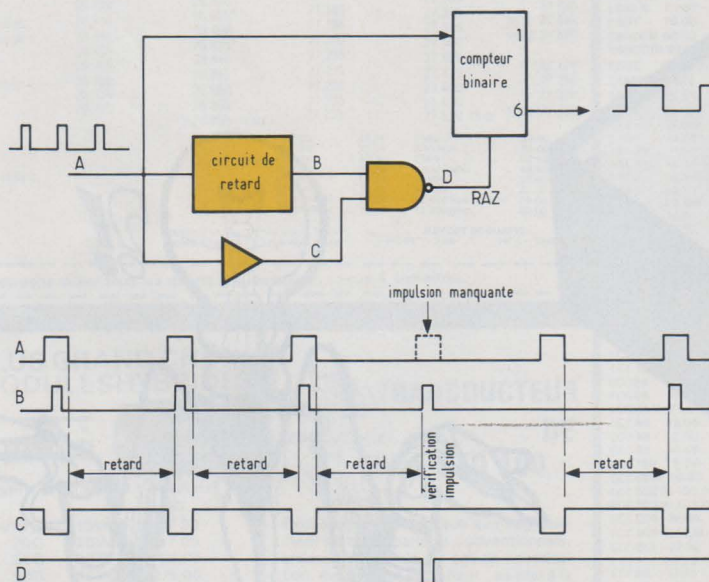 1
compteur
binaire
6
A
circuit de
retard
B
D
RAZ
C
impulsion manquante
A
B
retard
retard
retard
vérification
impulsion
retard
C
D